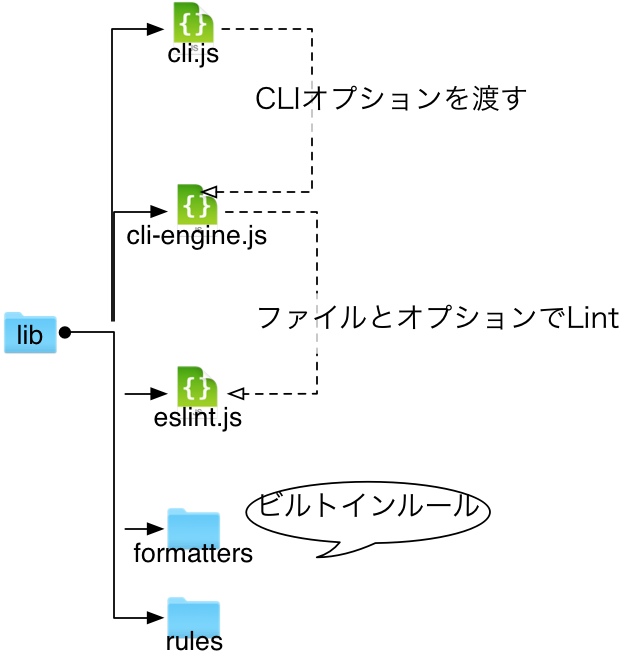 cli.js
CLIオプションを渡す
cli-engine.js
ファイルとオプションでLint
lib
eslint.js
ビルトインルール
formatters
rules